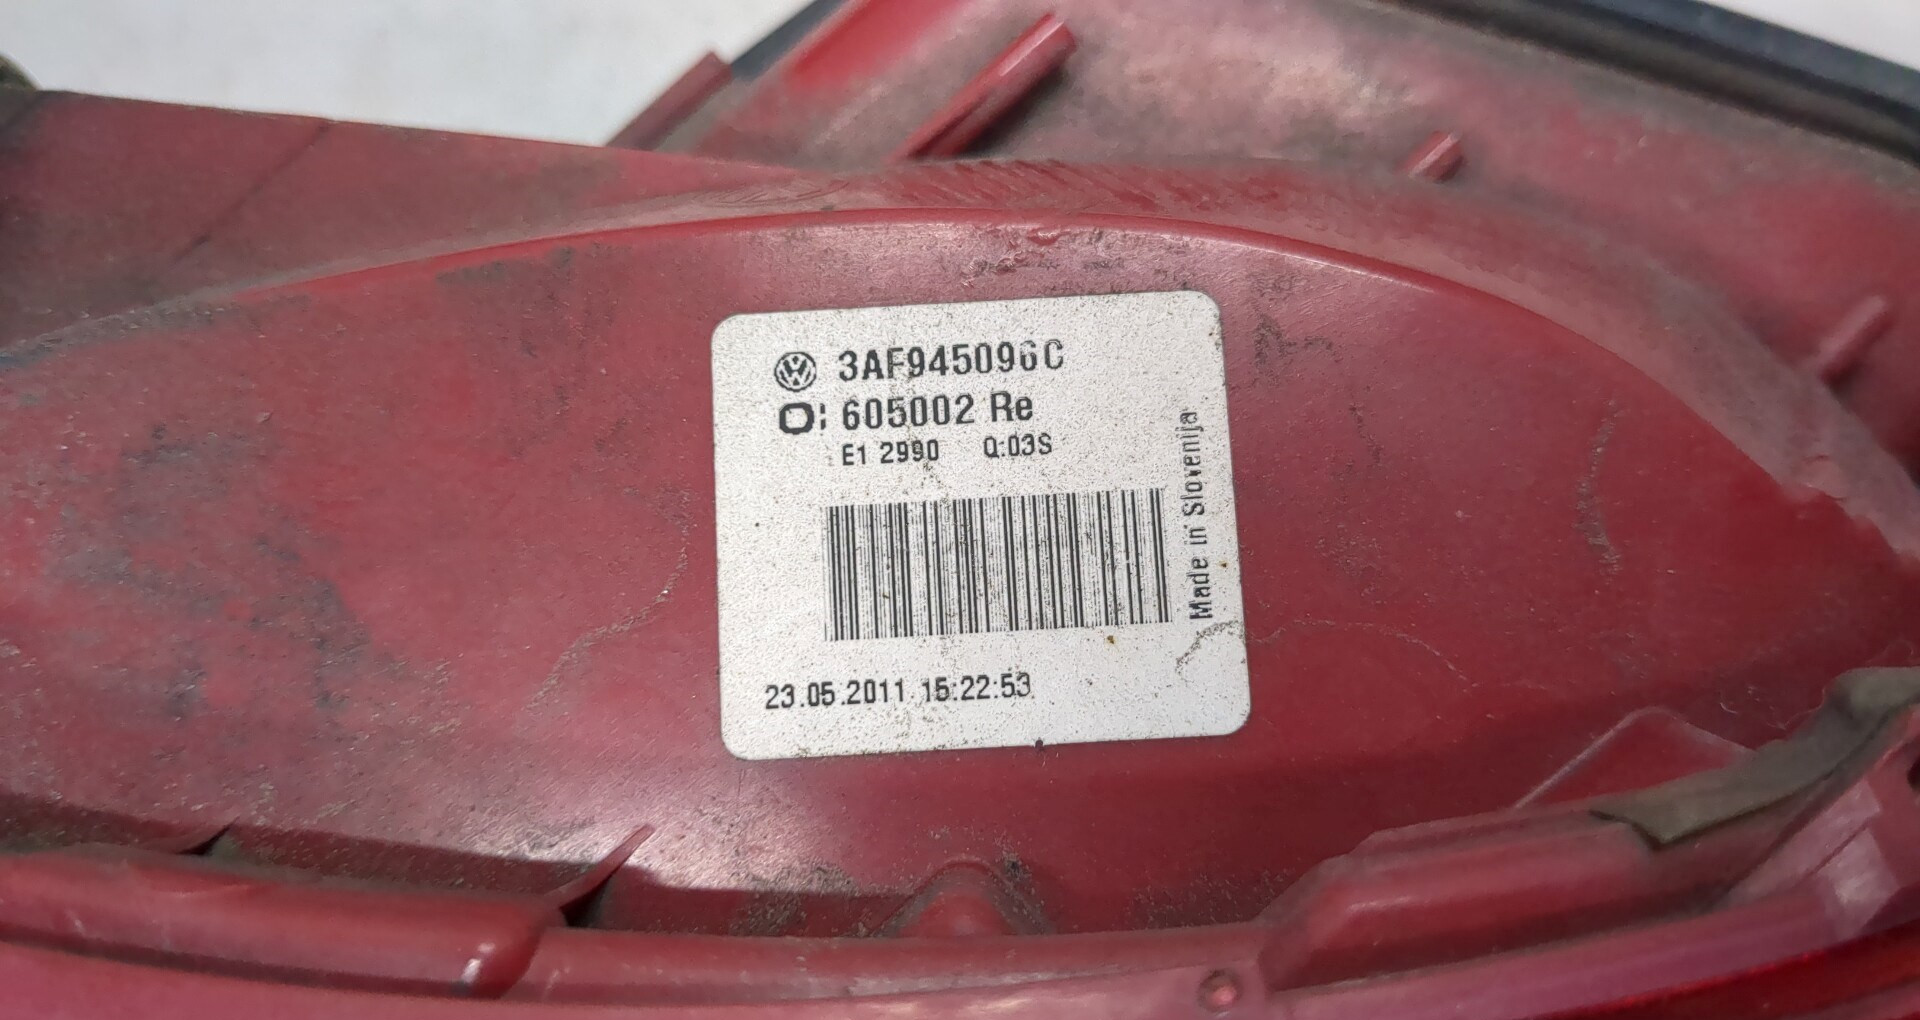 3AF945096C
605002 Re
E1 2990 Q:03S
Made in Slovenija
23.05.2011 15:22:53